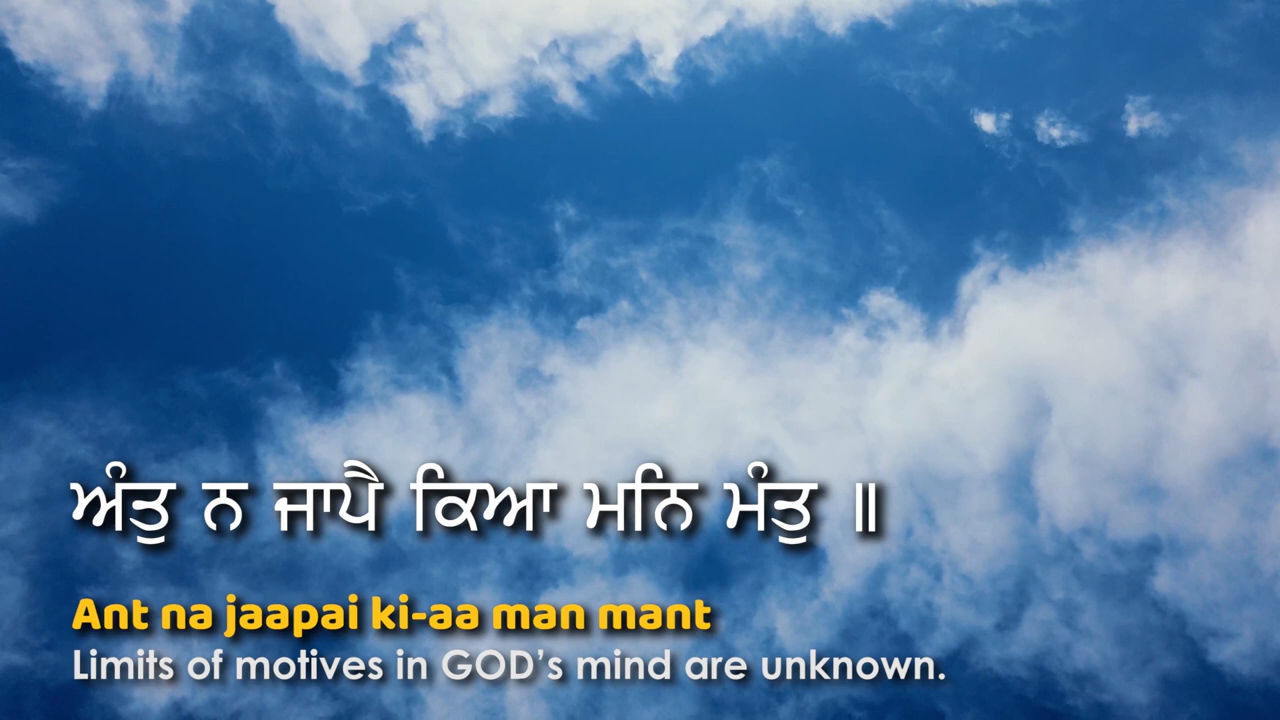 ਅੰਤੁ ਨ ਜਾਪੈ ਕਿਆ ਮਨਿ ਮੰਤੁ ॥
Ant na jaapai ki-aa man mant
Limits of motives in GOD’s mind are unknown.